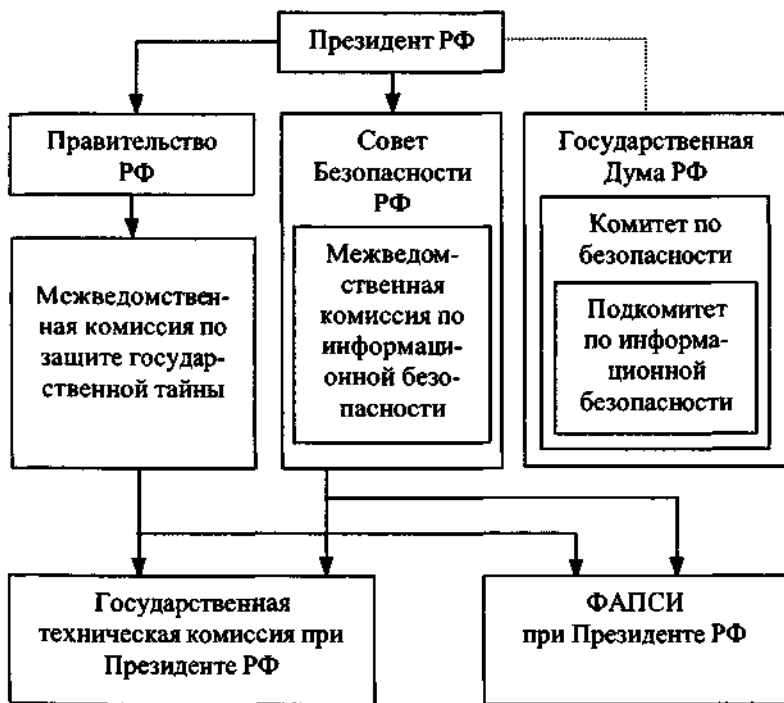 Президент РФ
Правительство
РФ
Совет
Безопасности
РФ
Государственная
Дума РФ
Межведомствен-
ная комиссия по
защите государ-
ственной тайны
Межведом-
ственная
комиссия по
информаци-
онной безо-
пасности
Комитет по
безопасности
Подкомитет
по информа-
ционной
безопасности
Государственная
техническая комиссия при
Президенте РФ
ФАПСИ
при Президенте РФ